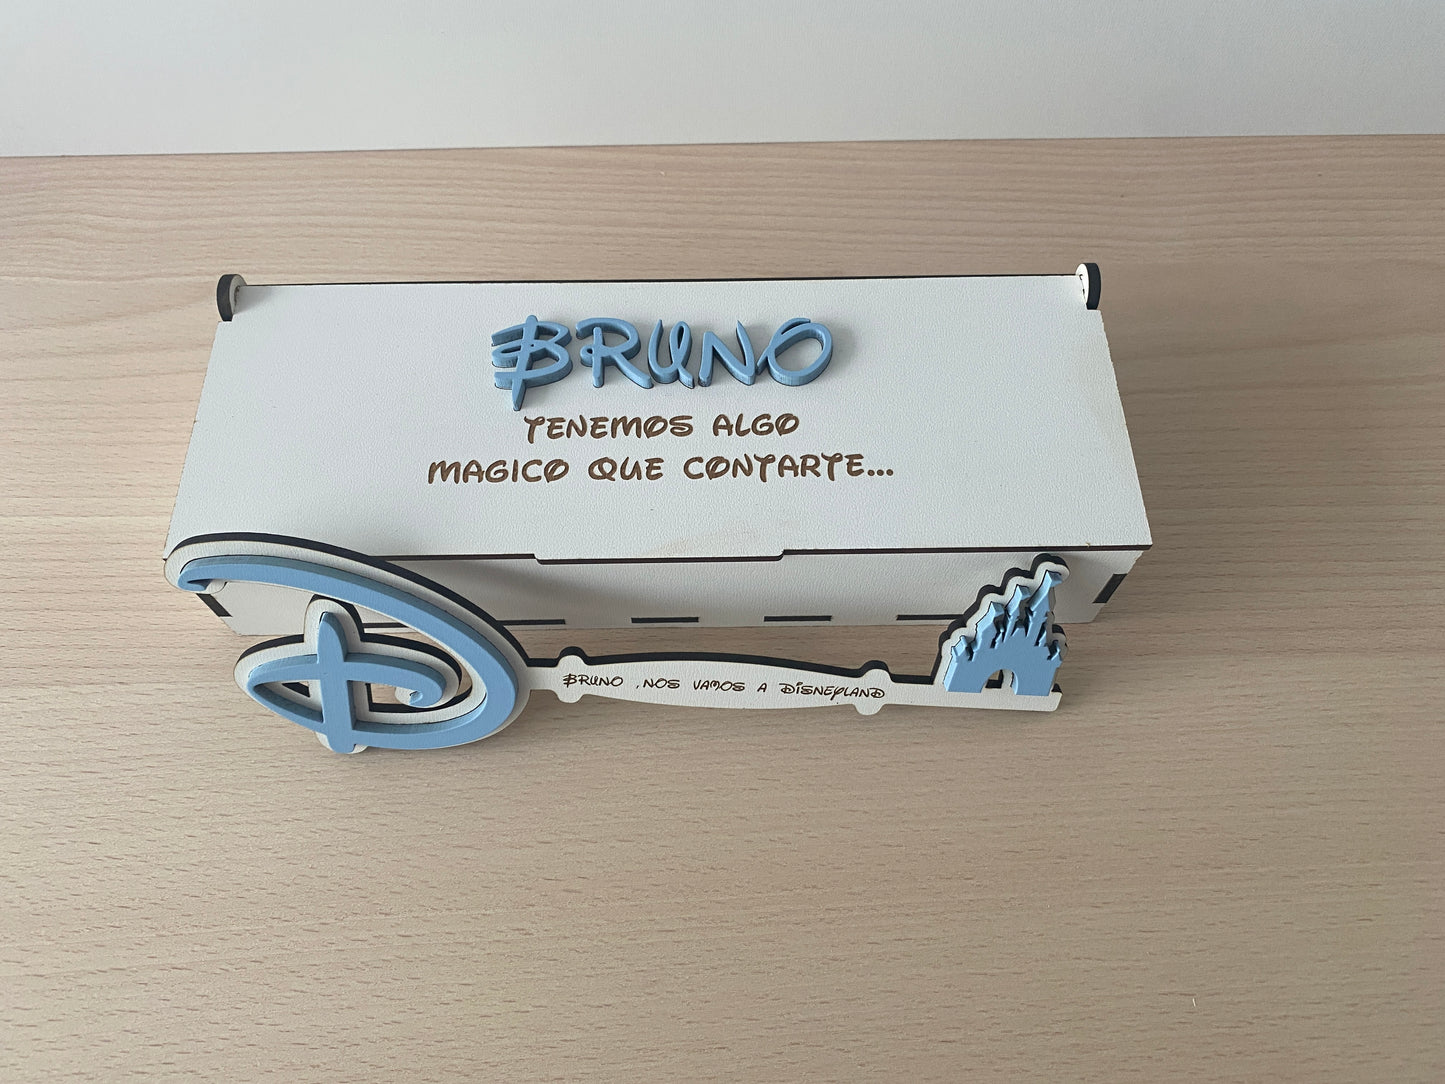 BRUNO
TENEMOS ALGO
MAGICO QUE CONTARTE...
D
BRUNO ,NOS VAMOS A DISNEYLAND